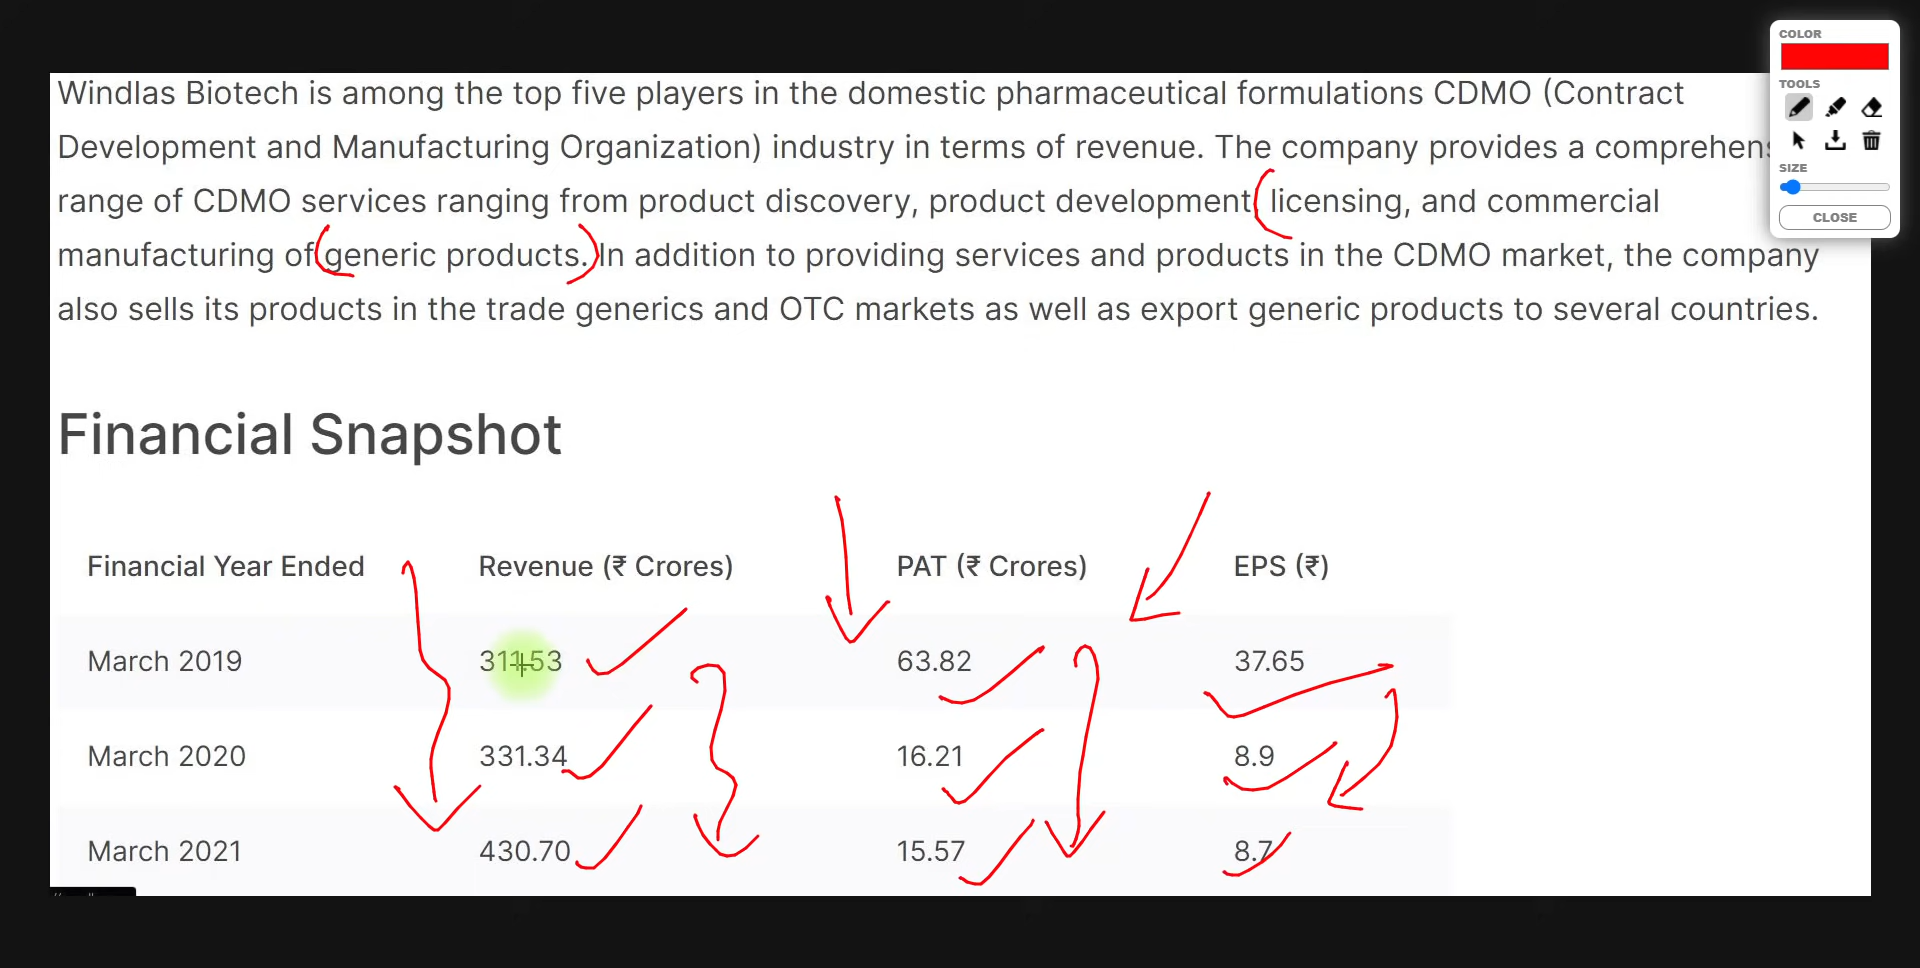 COLOR
TOOLS
SIZE
CLOSE
Windlas Biotech is among the top five players in the domestic pharmaceutical formulations CDMO (Contract
Development and Manufacturing Organization) industry in terms of revenue. The company provides a comprehens
range of CDMO services ranging from product discovery, product development, licensing, and commercial
manufacturing of generic products. In addition to providing services and products in the CDMO market, the company
also sells its products in the trade generics and OTC markets as well as export generic products to several countries.
Financial Snapshot
Financial Year Ended Revenue (₹ Crores) PAT (₹ Crores) EPS (₹)
March 2019 311.53 63.82 37.65
March 2020 331.34 16.21 8.9
March 2021 430.70 15.57 8.7